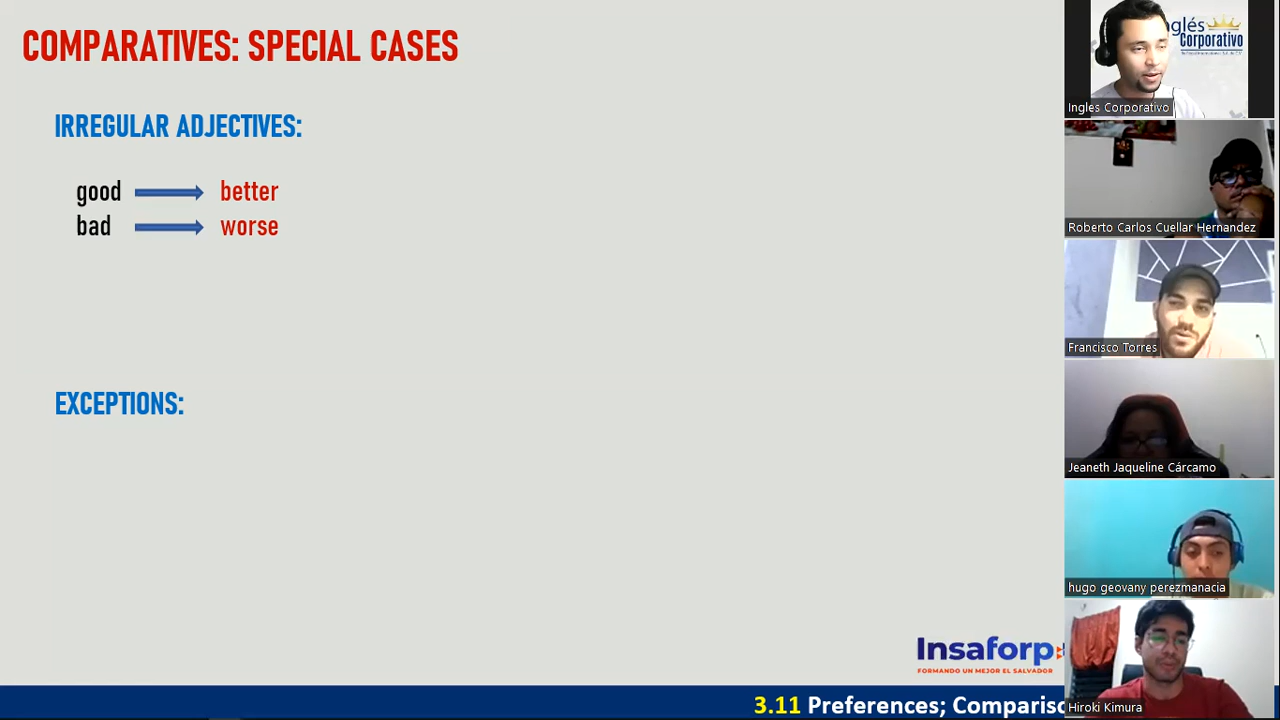 COMPARATIVES: SPECIAL CASES
IRREGULAR ADJECTIVES:
good better
bad worse
EXCEPTIONS:
Insaforp
FORMANDO UN MEJOR EL SALVADOR
3.11 Preferences; Comparisc
Inglés
Corporativo
Ingles Corporativo
Roberto Carlos Cuellar Hernandez
Francisco Torres
Jeaneth Jaqueline Cárcamo
hugo geovany perezmanacia
Hiroki Kimura